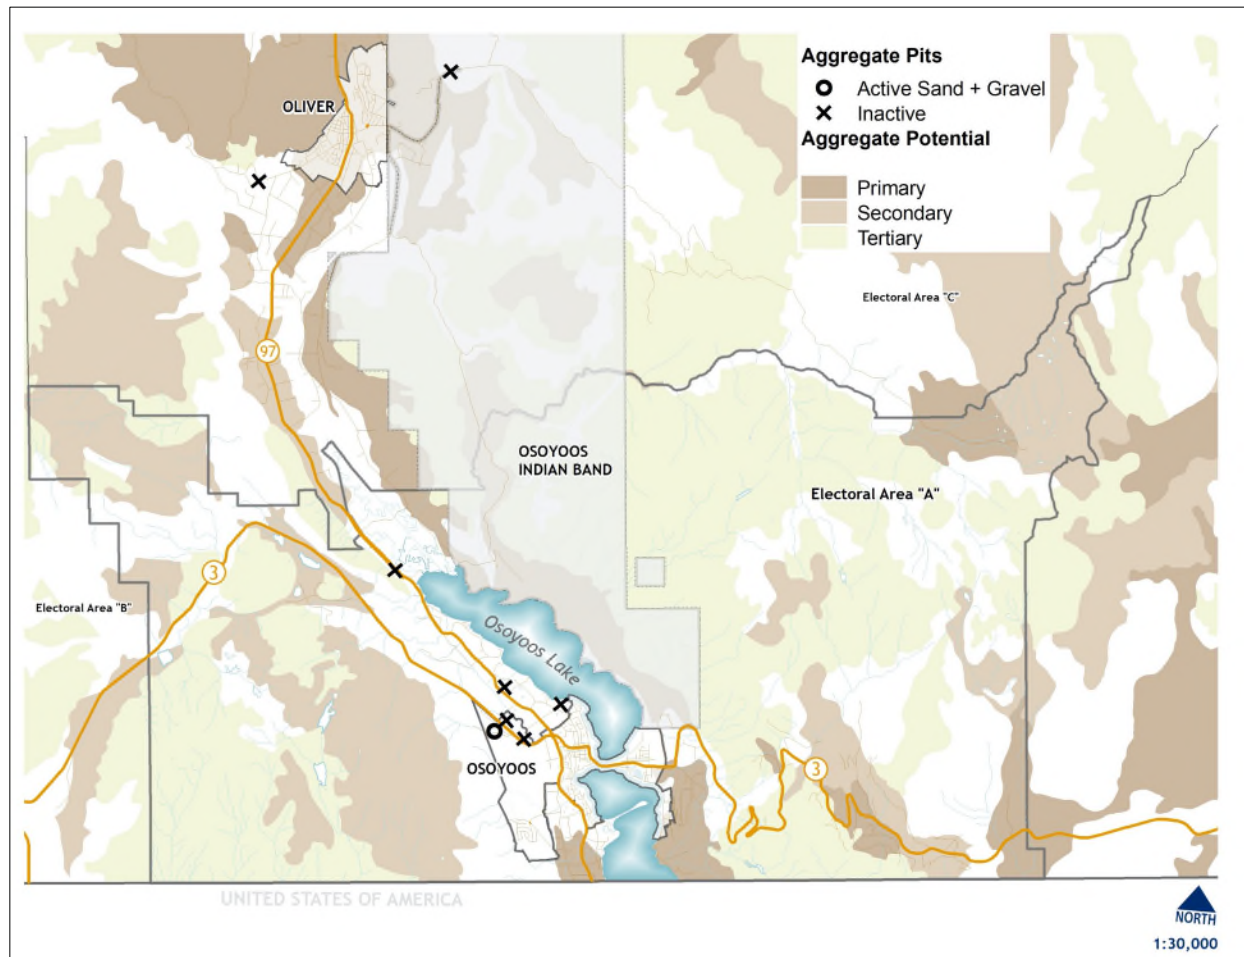 Aggregate Pits
Active Sand + Gravel
Inactive
Aggregate Potential
Primary
Secondary
Tertiary
OLIVER
Electoral Area "C"
97
OSOYOOS
INDIAN BAND
Electoral Area "A"
3
Electoral Area "B"
Osoyoos Lake
OSOYOOS
3
UNITED STATES OF AMERICA
NORTH
1:30,000